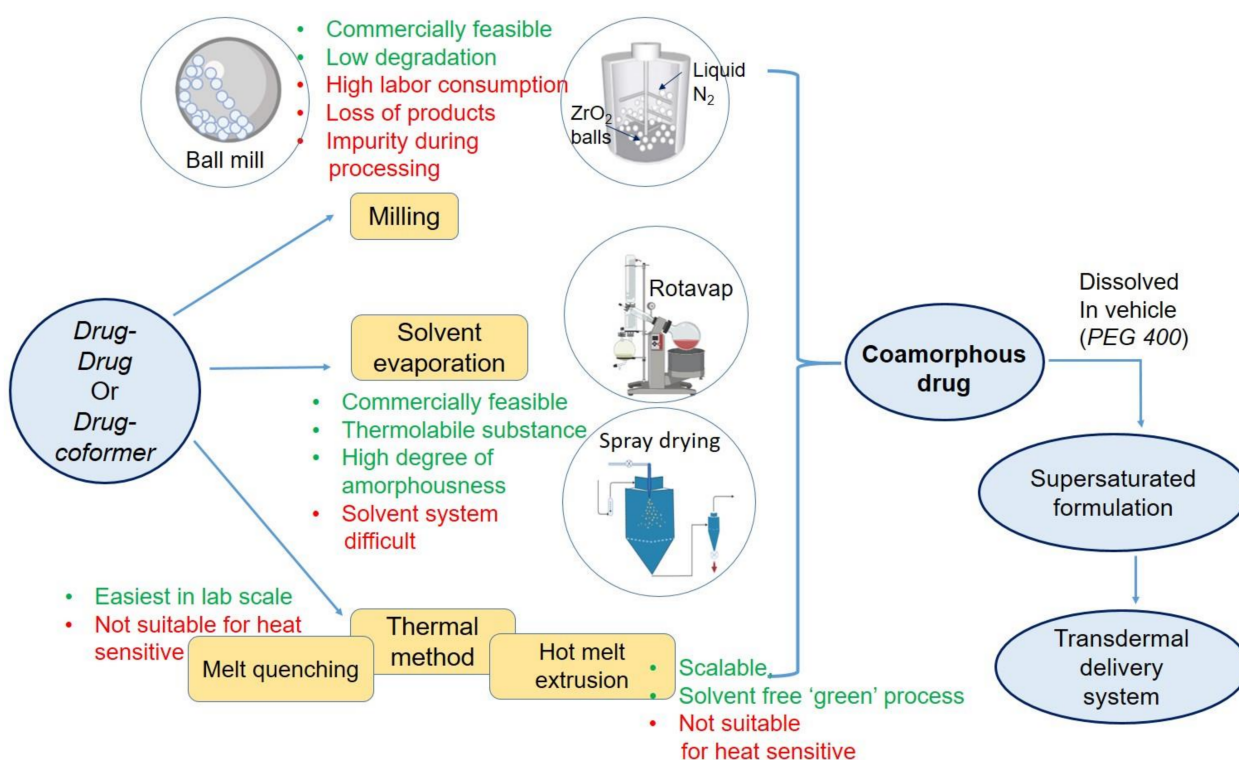 • Commercially feasible
• Low degradation
• High labor consumption
• Loss of products
• Impurity during
processing
Ball mill
Liquid
N2
ZrO2
balls
Milling
Drug-
Drug
Or
Drug-
coformer
Solvent
evaporation
• Commercially feasible
• Thermolabile substance
• High degree of
amorphousness
• Solvent system
difficult
Rotavap
Spray drying
• Easiest in lab scale
• Not suitable for heat
sensitive
Melt quenching
Thermal
method
Hot melt
extrusion
• Scalable
• Solvent free ‘green’ process
• Not suitable
for heat sensitive
Coamorphous
drug
Dissolved
In vehicle
(PEG 400)
Supersaturated
formulation
Transdermal
delivery
system